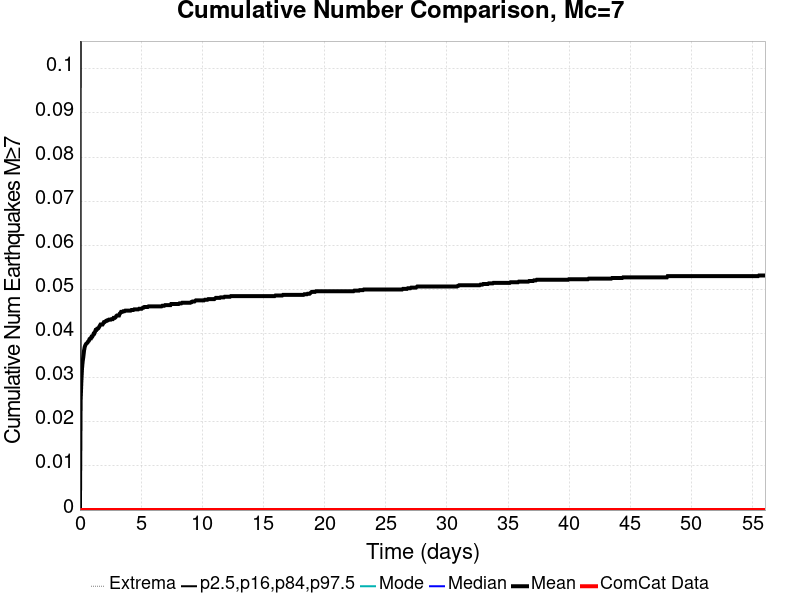 Cumulative Number Comparison, Mc=7
Cumulative Num Earthquakes M≥7
0.1
0.09
0.08
0.07
0.06
0.05
0.04
0.03
0.02
0.01
0
0 5 10 15 20 25 30 35 40 45 50 55
Time (days)
Extrema p2.5,p16,p84,p97.5 Mode Median Mean ComCat Data